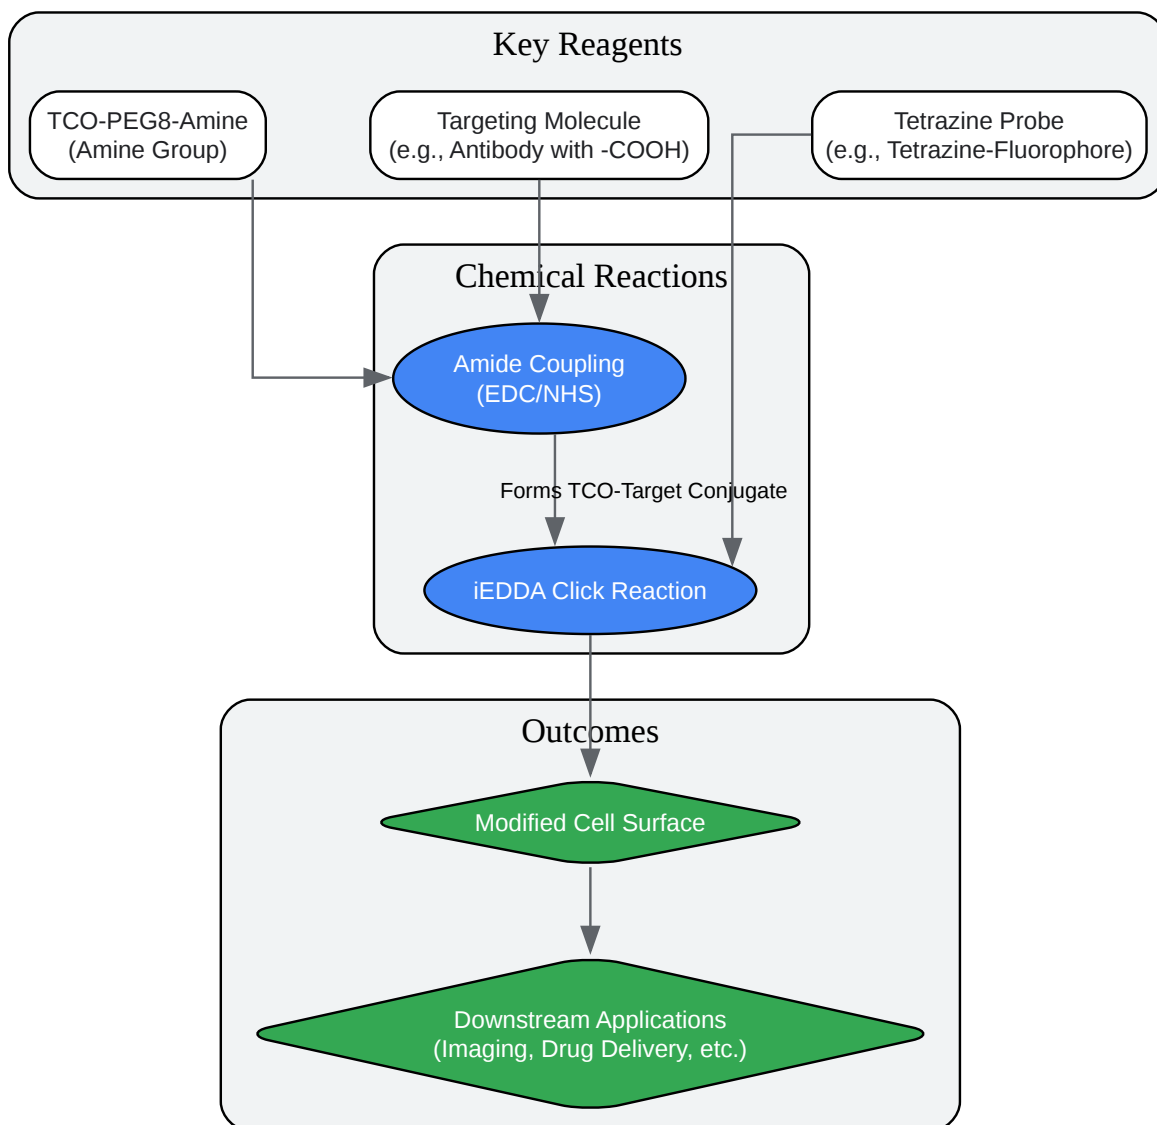 Key Reagents
TCO-PEG8-Amine
(Amine Group)
Targeting Molecule
(e.g., Antibody with -COOH)
Tetrazine Probe
(e.g., Tetrazine-Fluorophore)
Chemical Reactions
Amide Coupling
(EDC/NHS)
Forms TCO-Target Conjugate
iEDDA Click Reaction
Outcomes
Modified Cell Surface
Downstream Applications
(Imaging, Drug Delivery, etc.)